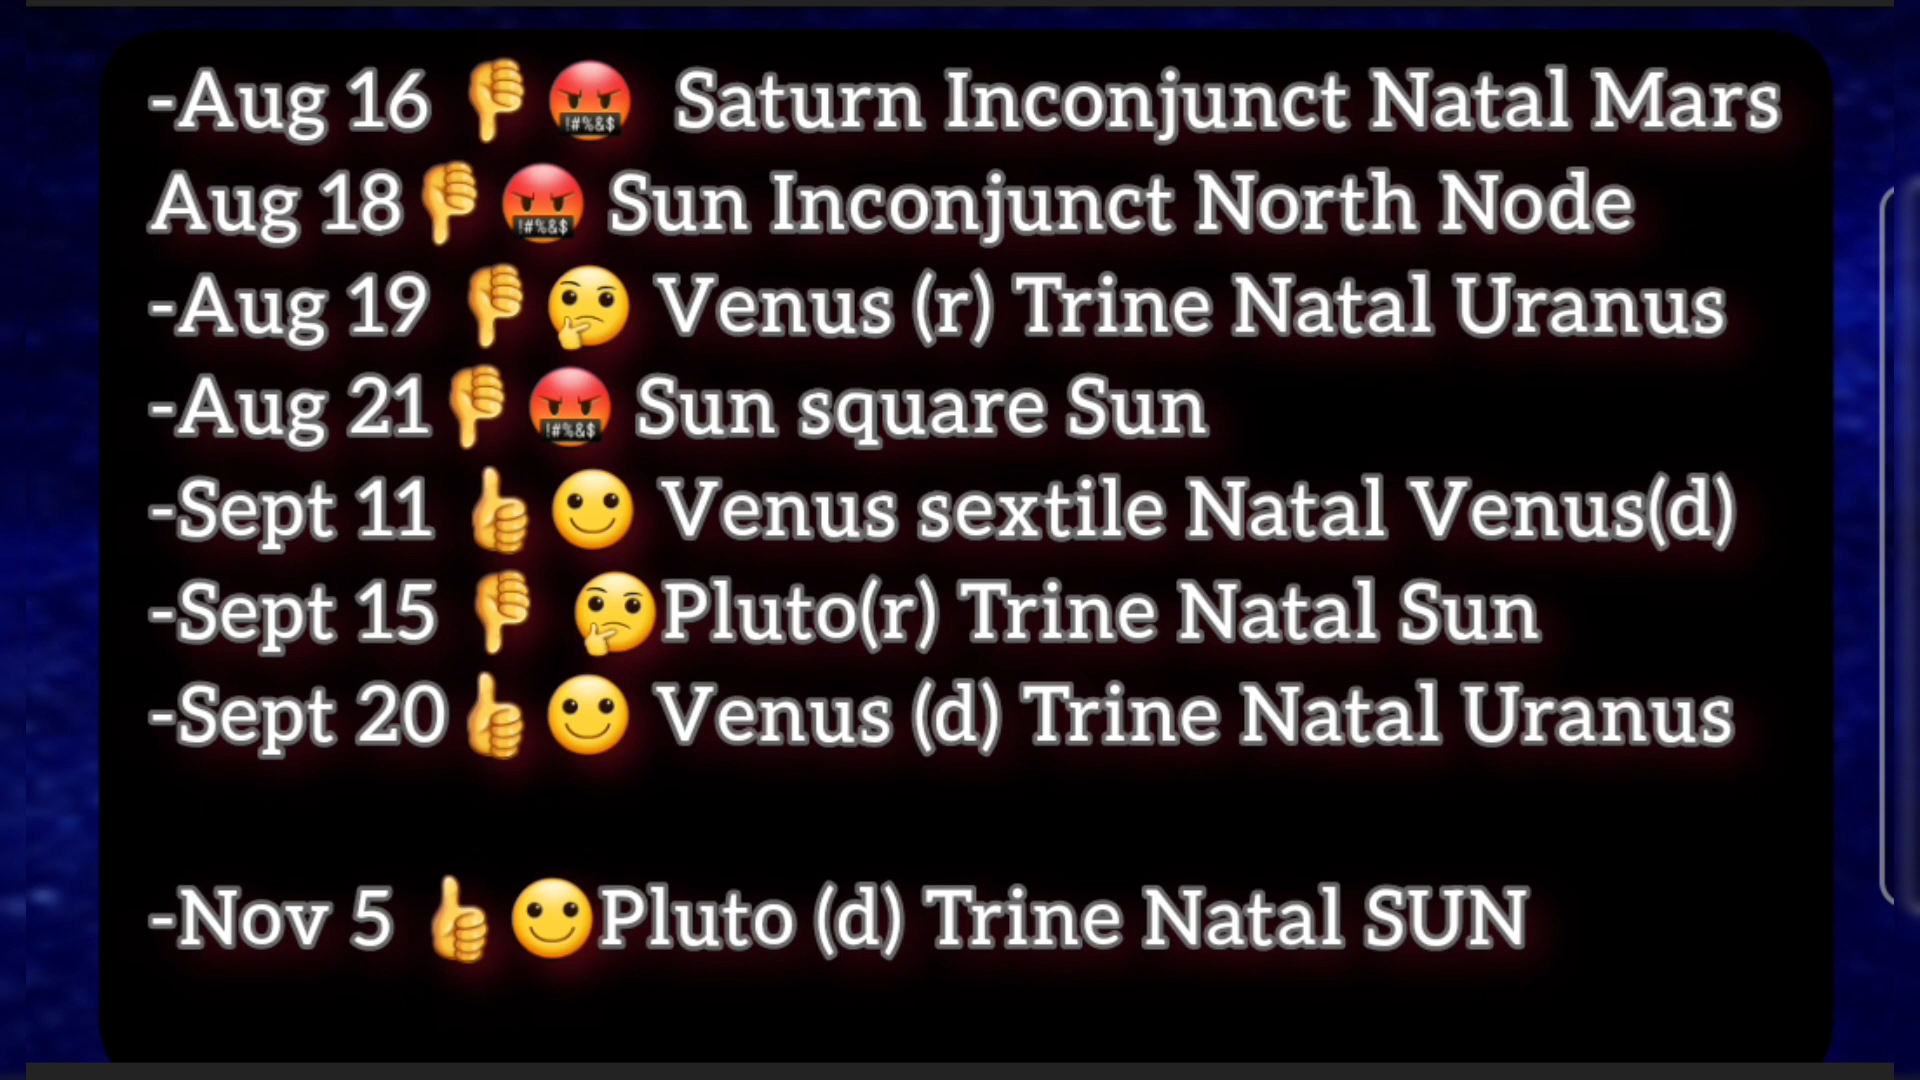 -Aug 16 👎🤬 Saturn Inconjunct Natal Mars
Aug 18👎🤬 Sun Inconjunct North Node
-Aug 19 👎🤔 Venus (r) Trine Natal Uranus
-Aug 21👎🤬 Sun square Sun
-Sept 11 👍🙂 Venus sextile Natal Venus(d)
-Sept 15 👎 🤔Pluto(r) Trine Natal Sun
-Sept 20👍🙂 Venus (d) Trine Natal Uranus
-Nov 5 👍🙂Pluto (d) Trine Natal SUN